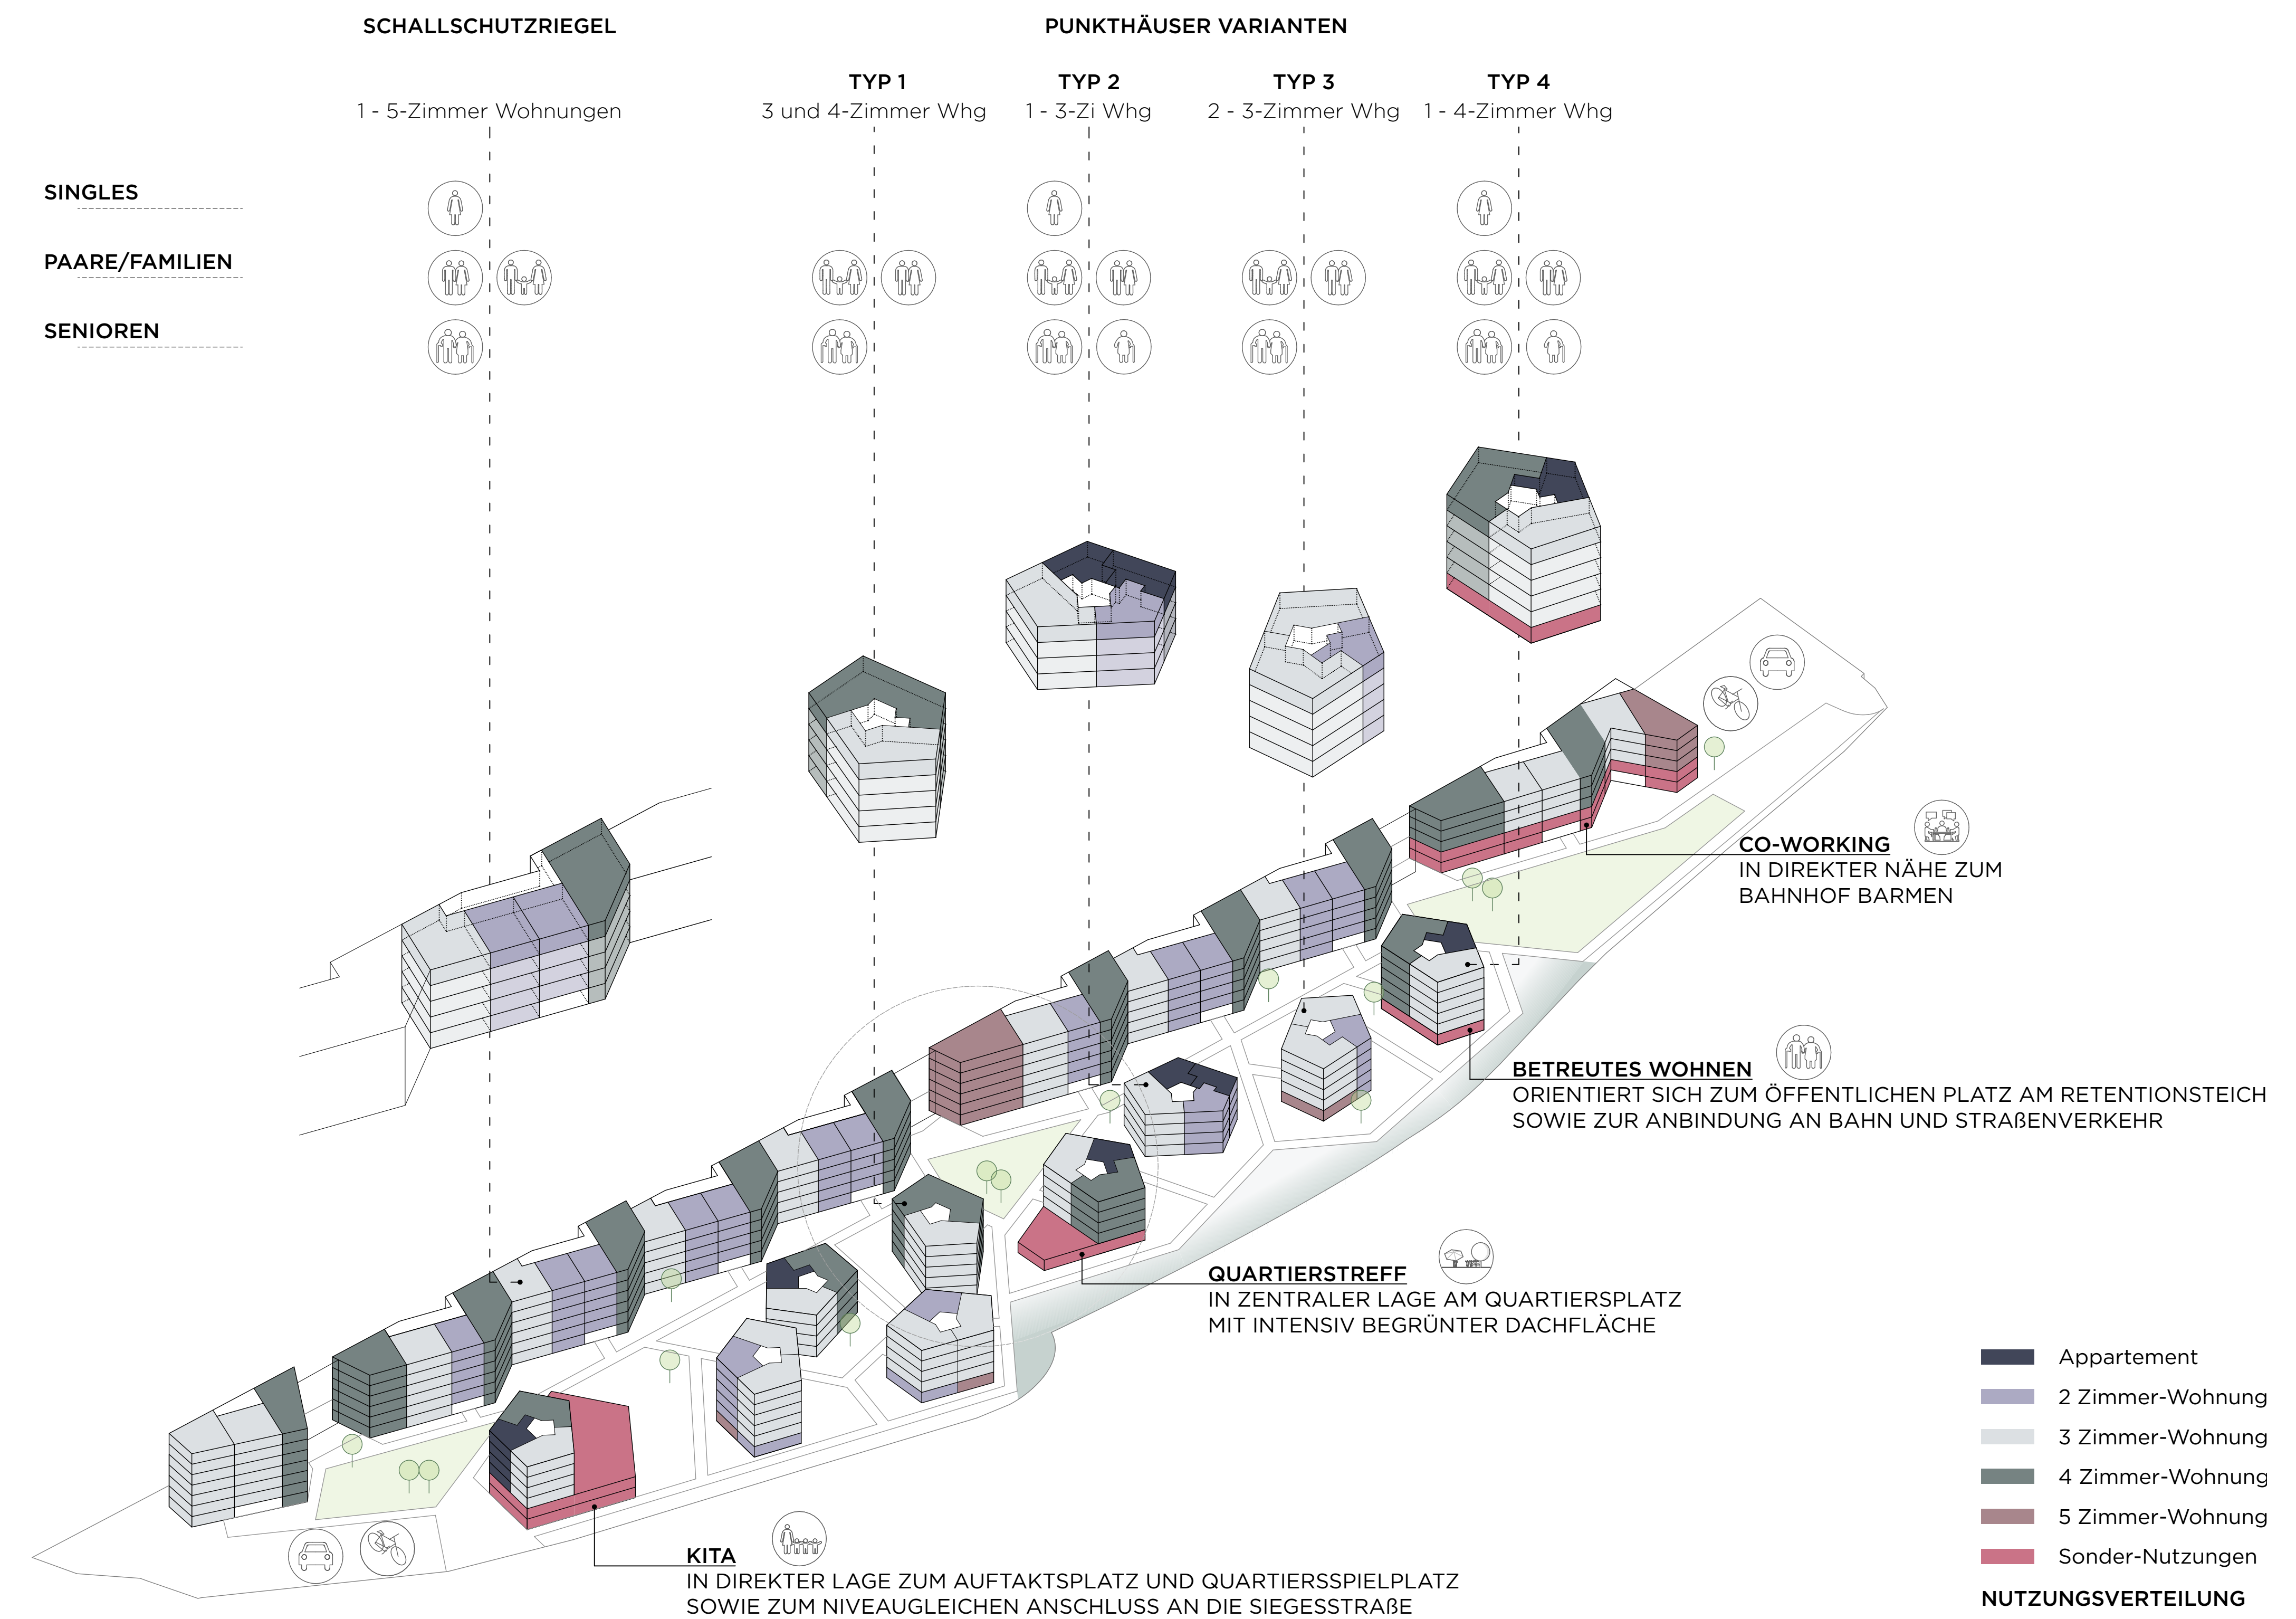 SCHALLSCHUTZRIEGEL
PUNKTHÄUSER VARIANTEN
TYP 1
TYP 2
TYP 3
TYP 4
1 - 5-Zimmer Wohnungen
3 und 4-Zimmer Whg
1 - 3-Zi Whg
2 - 3-Zimmer Whg
1 - 4-Zimmer Whg
SINGLES
PAARE/FAMILIEN
SENIOREN
CO-WORKING
IN DIREKTER NÄHE ZUM
BAHNHOF BARMEN
BETREUTES WOHNEN
ORIENTIERT SICH ZUM ÖFFENTLICHEN PLATZ AM RETENTIONSTEICH
SOWIE ZUR ANBINDUNG AN BAHN UND STRAßENVERKEHR
QUARTIERSTREFF
IN ZENTRALER LAGE AM QUARTIERSPLATZ
MIT INTENSIV BEGRÜNTER DACHFLÄCHE
KITA
IN DIREKTER LAGE ZUM AUFTAKTSPLATZ UND QUARTIERSSPIELPLATZ
SOWIE ZUM NIVEAUGLEICHEN ANSCHLUSS AN DIE SIEGESSTRAßE
Appartement
2 Zimmer-Wohnung
3 Zimmer-Wohnung
4 Zimmer-Wohnung
5 Zimmer-Wohnung
Sonder-Nutzungen
NUTZUNGSVERTEILUNG